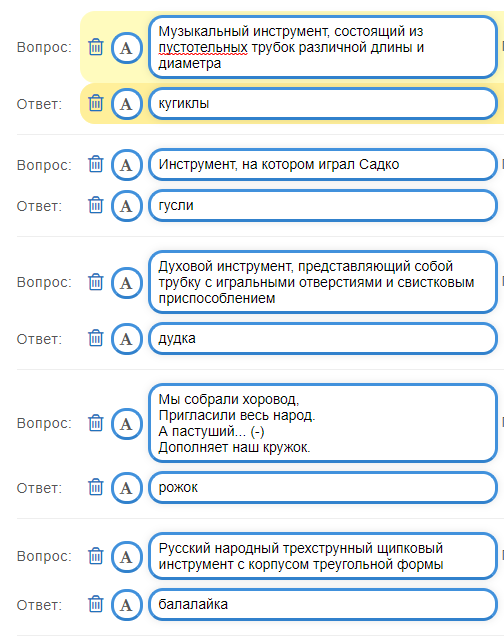 Вопрос:
A
Музыкальный инструмент, состоящий из
пустотельных трубок различной длины и
диаметра
Ответ:
A
кугиклы
Вопрос:
A
Инструмент, на котором играл Садко
Ответ:
A
гусли
Вопрос:
A
Духовой инструмент, представляющий собой
трубку с игральными отверстиями и свистковым
приспособлением
Ответ:
A
дудка
Вопрос:
A
Мы собрали хоровод,
Пригласили весь народ.
А пастуший... (-)
Дополняет наш кружок.
Ответ:
A
рожок
Вопрос:
A
Русский народный трехструнный щипковый
инструмент с корпусом треугольной формы
Ответ:
A
балалайка